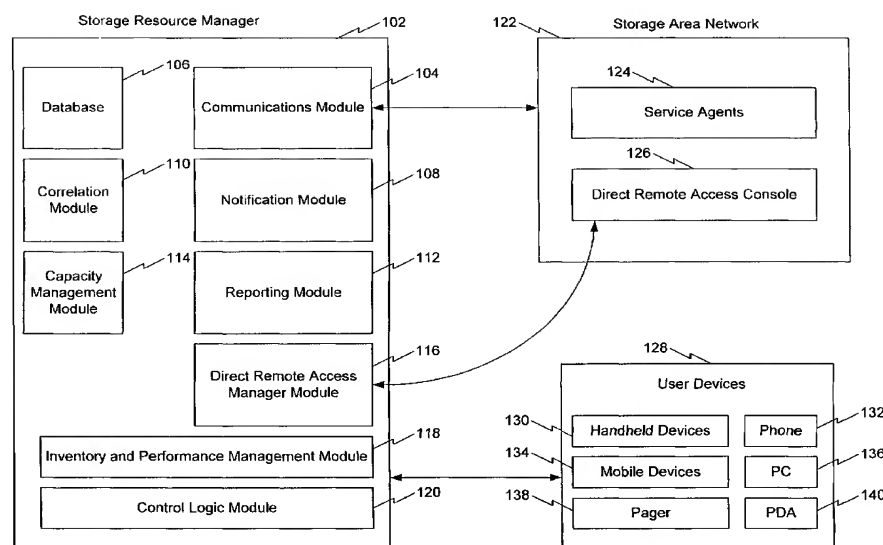 Storage Resource Manager
102
106
Database
104
Communications Module
110
Correlation
Module
108
Notification Module
114
Capacity
Management
Module
112
Reporting Module
116
Direct Remote Access
Manager Module
118
Inventory and Performance Management Module
120
Control Logic Module
Storage Area Network
122
124
Service Agents
126
Direct Remote Access Console
128
User Devices
130
Handheld Devices
Phone
132
134
Mobile Devices
PC
136
138
Pager
PDA
140